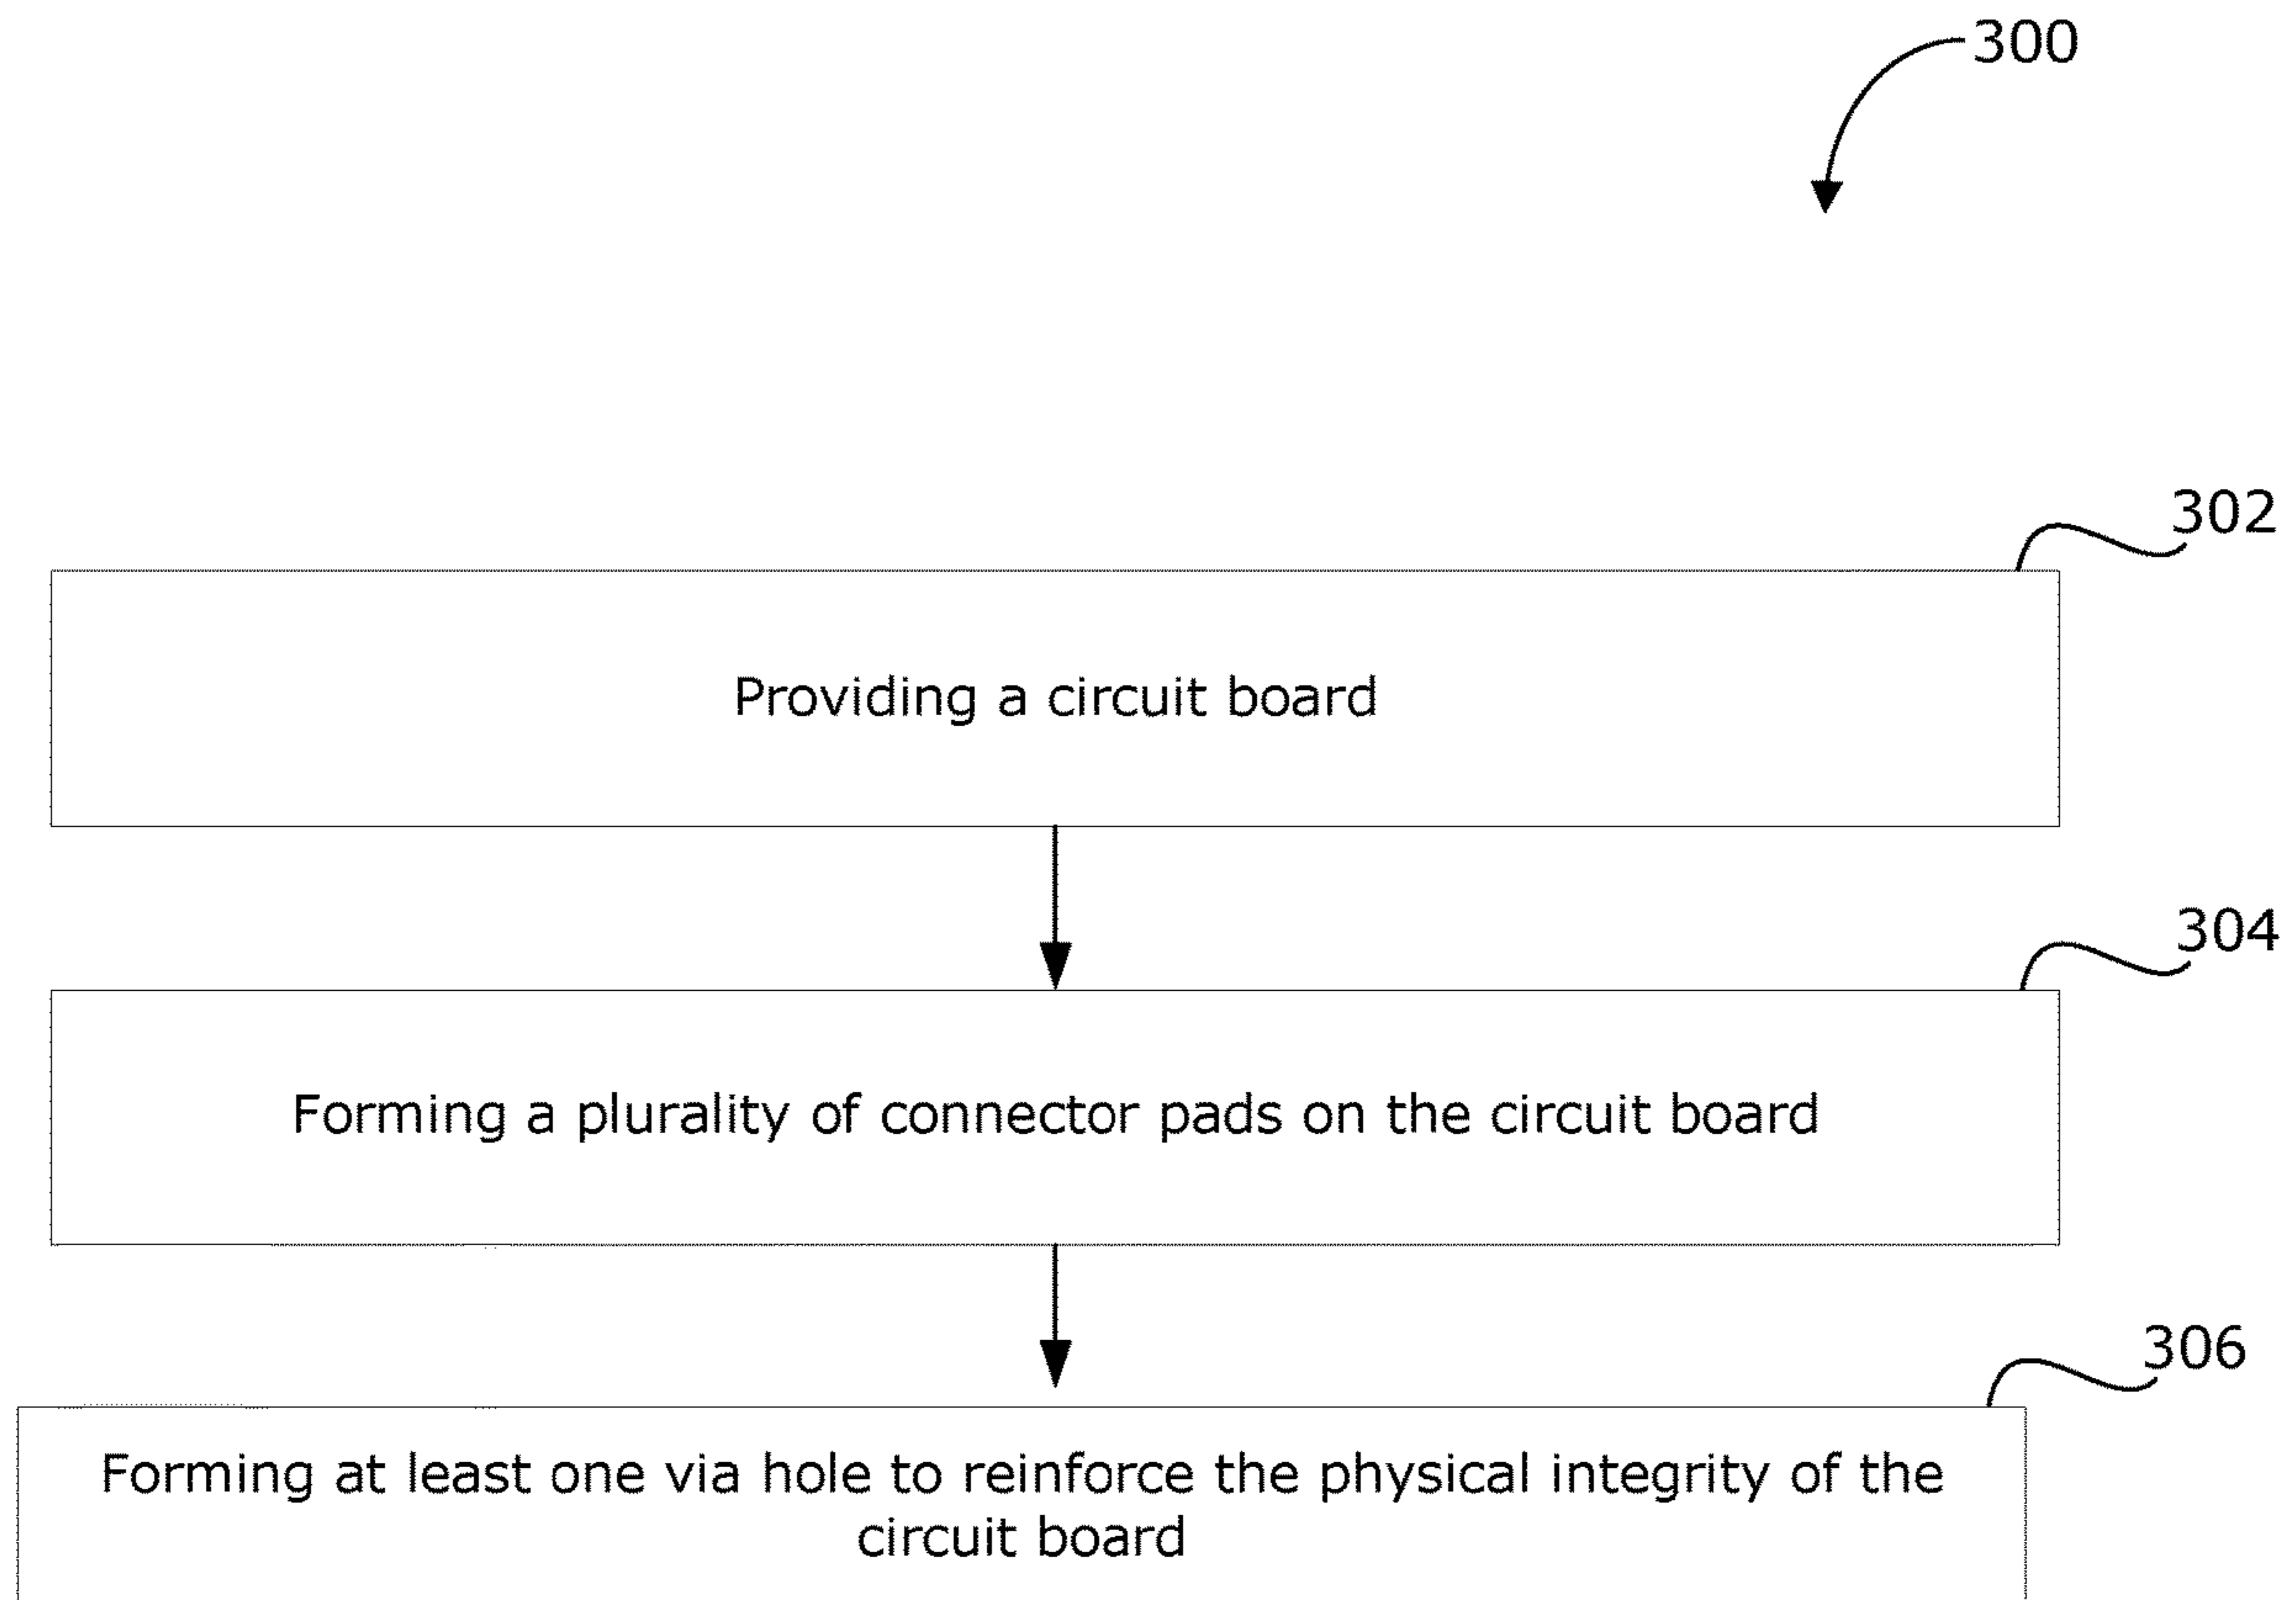 300
302
Providing a circuit board
304
Forming a plurality of connector pads on the circuit board
306
Forming at least one via hole to reinforce the physical integrity of the
circuit board